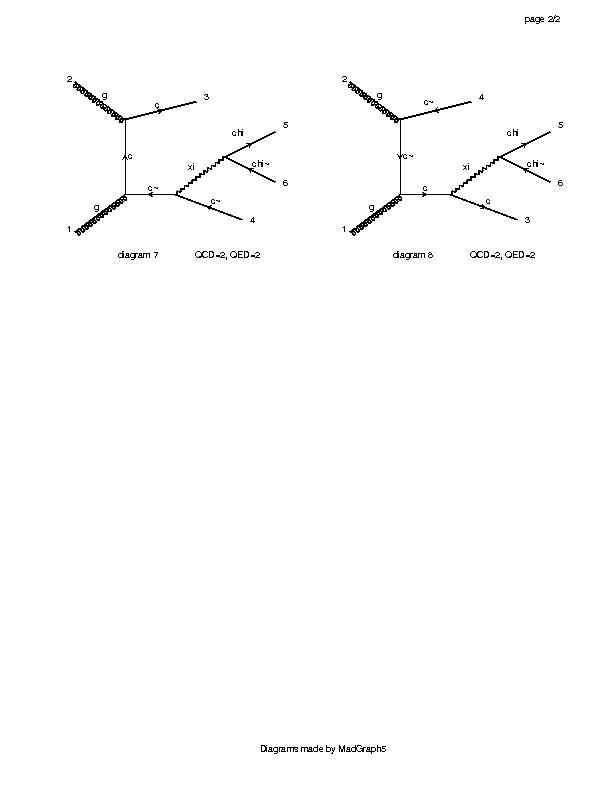 page 2/2
2
g
c
3
c
chi
5
xi
chi~
6
c~
c~
4
g
1
diagram 7 QCD=2, QED=2
2
g
c~
4
c~
chi
5
xi
chi~
6
c
c
3
g
1
diagram 8 QCD=2, QED=2
Diagrams made by MadGraph5